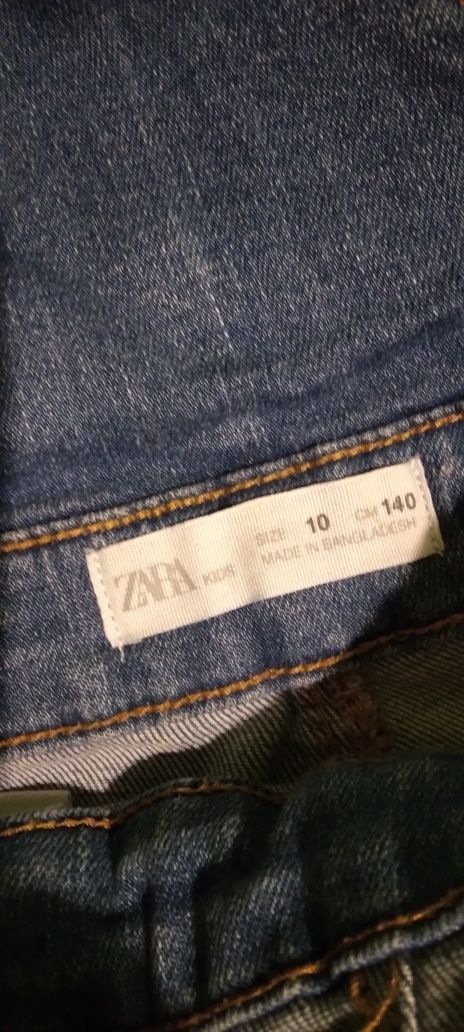 ZARA KIDS SIZE 10 CM 140
MADE IN BANGLADESH